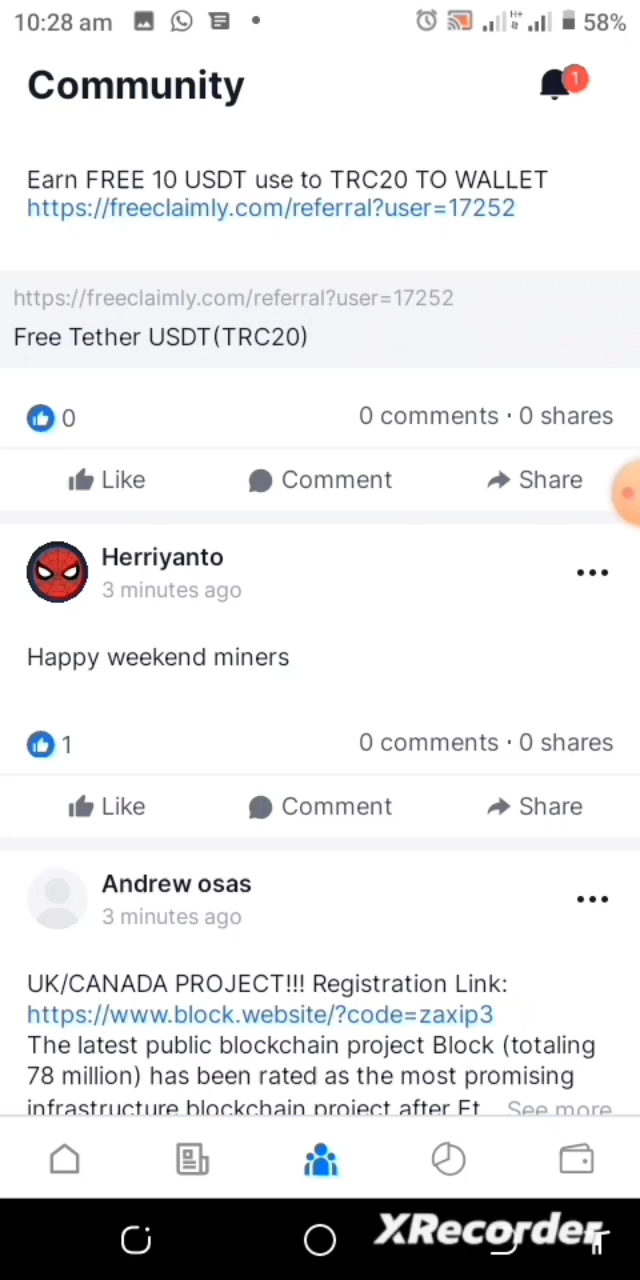 10:28 am
H+
58%
Community
1
Earn FREE 10 USDT use to TRC20 TO WALLET
https://freeclaimly.com/referral?user=17252
https://freeclaimly.com/referral?user=17252
Free Tether USDT(TRC20)
0
0 comments · 0 shares
Like
Comment
Share
Herriyanto
3 minutes ago
Happy weekend miners
1
0 comments · 0 shares
Like
Comment
Share
Andrew osas
3 minutes ago
UK/CANADA PROJECT!!! Registration Link:
https://www.block.website/?code=zaxip3
The latest public blockchain project Block (totaling
78 million) has been rated as the most promising
infrastructure blockchain project after Et... See more
XRecorder